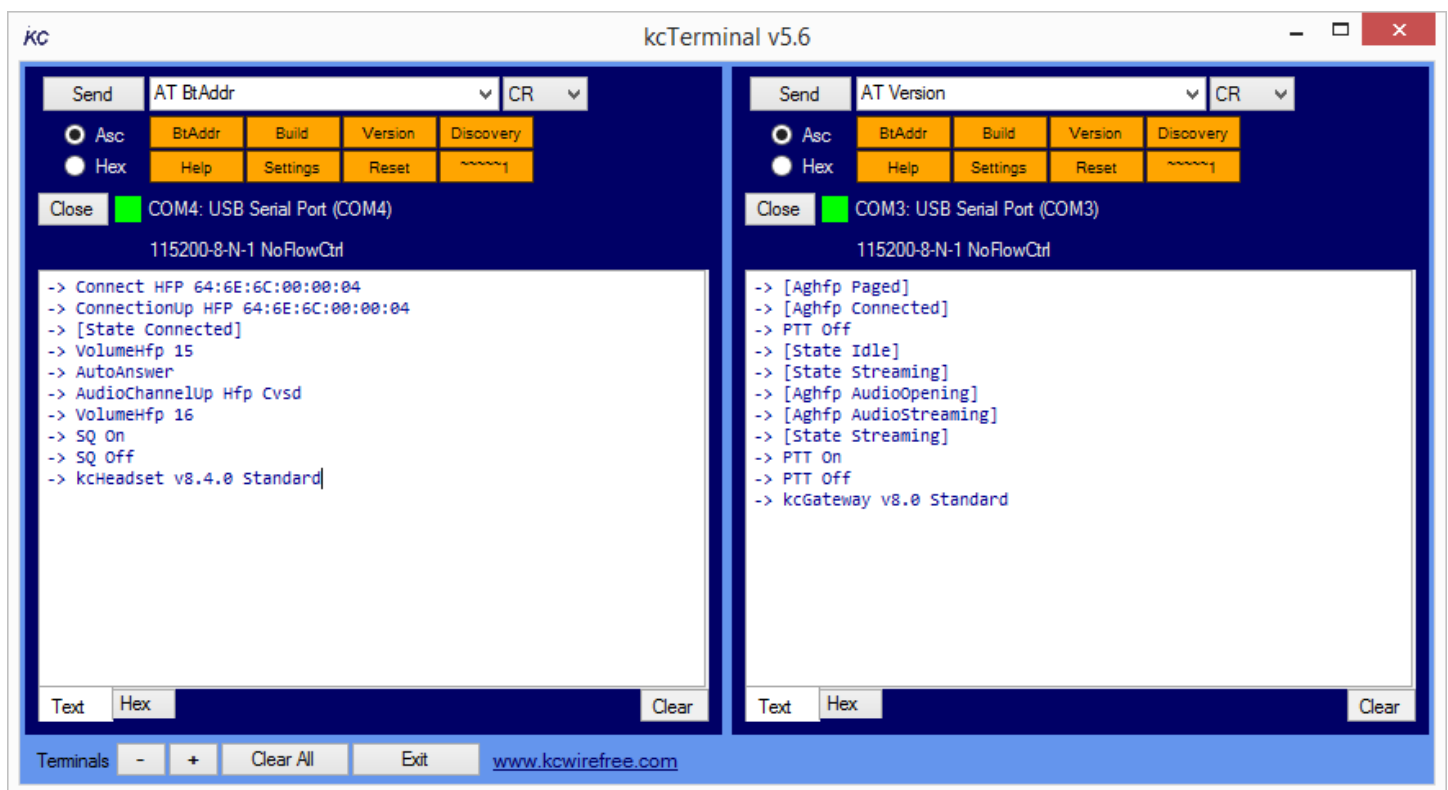 KC
kcTerminal v5.6
Send AT BtAddr CR
Asc BtAddr Build Version Discovery
Hex Help Settings Reset ~~~~~1
Close COM4: USB Serial Port (COM4)
115200-8-N-1 NoFlowCtrl
-> Connect HFP 64:6E:6C:00:00:04
-> ConnectionUp HFP 64:6E:6C:00:00:04
-> [State Connected]
-> VolumeHfp 15
-> AutoAnswer
-> AudioChannelUp Hfp Cvsd
-> VolumeHfp 16
-> SQ On
-> SQ Off
-> kcHeadset v8.4.0 Standard
Text Hex Clear
Send AT Version CR
Asc BtAddr Build Version Discovery
Hex Help Settings Reset ~~~~~1
Close COM3: USB Serial Port (COM3)
115200-8-N-1 NoFlowCtrl
-> [Aghfp Paged]
-> [Aghfp Connected]
-> PTT Off
-> [State Idle]
-> [State Streaming]
-> [Aghfp AudioOpening]
-> [Aghfp AudioStreaming]
-> [State Streaming]
-> PTT On
-> PTT Off
-> kcGateway v8.0 Standard
Text Hex Clear
Terminals - + Clear All Exit www.kcwirefree.com